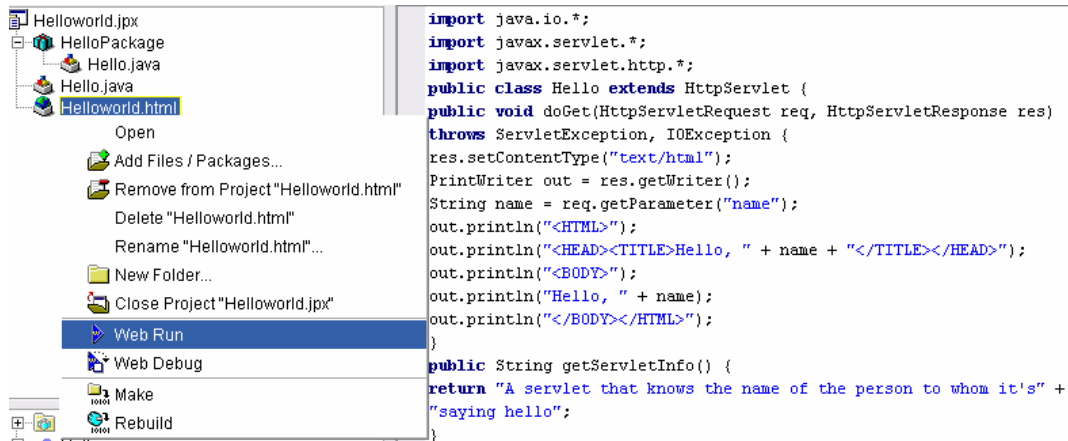 Helloworld.jpx
HelloPackage
Hello.java
Hello.java
Helloworld.html
Open
Add Files / Packages...
Remove from Project "Helloworld.html"
Delete "Helloworld.html"
Rename "Helloworld.html"...
New Folder...
Close Project "Helloworld.jpx"
Web Run
Web Debug
Make
Rebuild
import java.io.*;
import javax.servlet.*;
import javax.servlet.http.*;
public class Hello extends HttpServlet {
public void doGet(HttpServletRequest req, HttpServletResponse res)
throws ServletException, IOException {
res.setContentType("text/html");
PrintWriter out = res.getWriter();
String name = req.getParameter("name");
out.println("<HTML>");
out.println("<HEAD><TITLE>Hello, " + name + "</TITLE></HEAD>");
out.println("<BODY>");
out.println("Hello, " + name);
out.println("</BODY></HTML>");
}
public String getServletInfo() {
return "A servlet that knows the name of the person to whom it's" +
"saying hello";
}